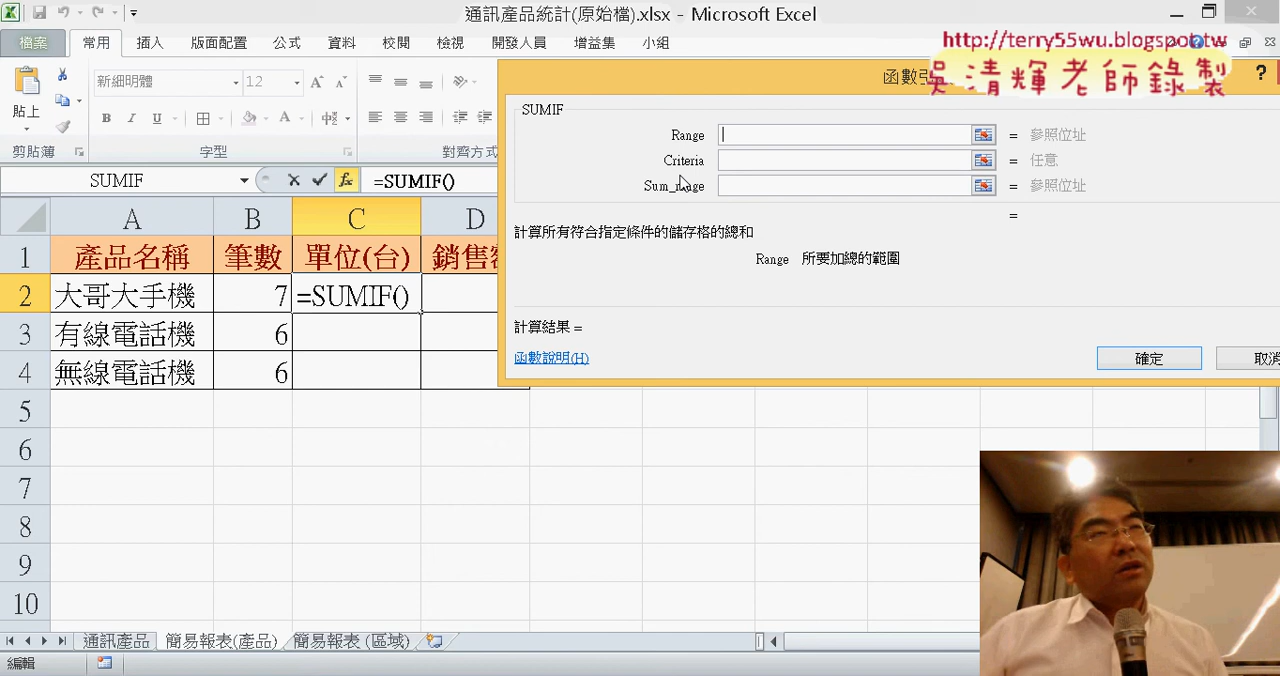 通訊產品統計(原始檔).xlsx - Microsoft Excel
檔案 常用 插入 版面配置 公式 資料 校閱 檢視 開發人員 增益集 小組
http://terry55wu.blogspot.tw
吳清輝老師錄製
新細明體 12
貼上
B I U A 中
剪貼簿 字型 對齊方式
函數引
SUMIF
Range = 參照位址
Criteria = 任意
Sum_range = 參照位址
=
計算所有符合指定條件的儲存格的總和
Range 所要加總的範圍
計算結果 =
函數說明(H)
確定 取消
SUMIF fx =SUMIF()
A B C D
1 產品名稱 筆數 單位(台) 銷售
2 大哥大手機 7 =SUMIF()
3 有線電話機 6
4 無線電話機 6
5
6
7
8
9
10
通訊產品 簡易報表(產品) 簡易報表 (區域)
編輯